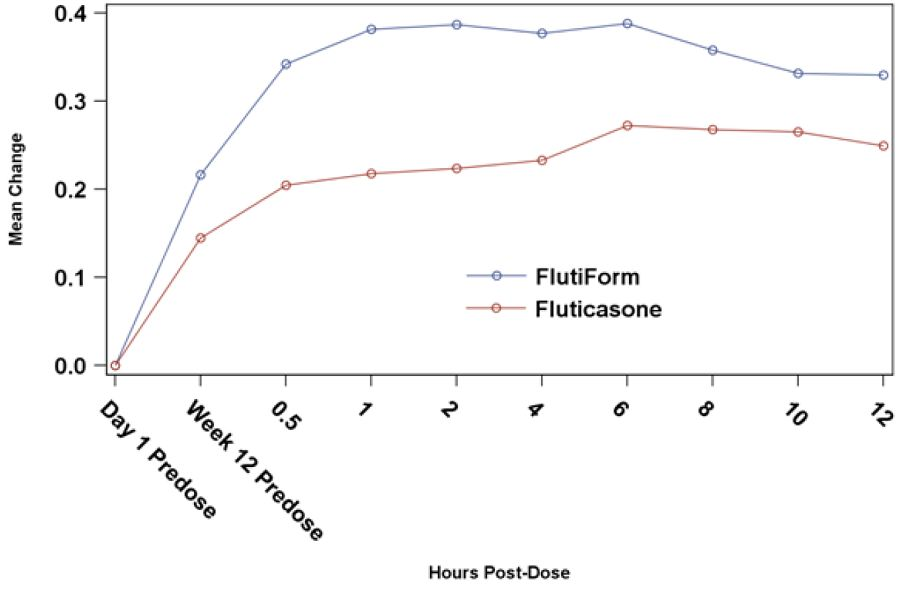 0.4
0.3
0.2
0.1
0.0
Mean Change
FlutiForm
Fluticasone
Day 1 Predose
Week 12 Predose
0.5
1
2
4
6
8
10
12
Hours Post-Dose